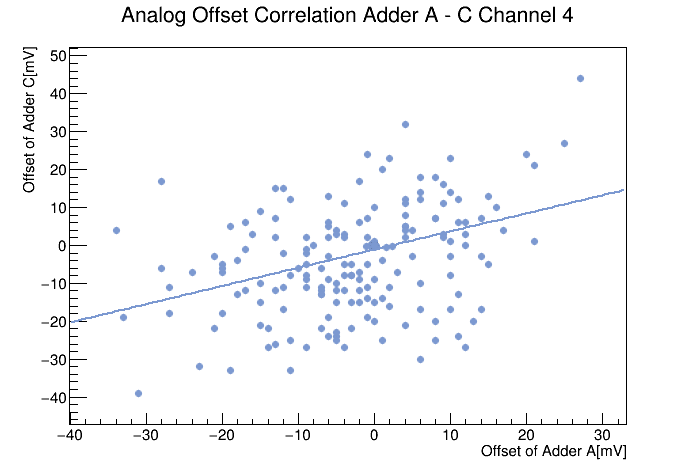 Analog Offset Correlation Adder A - C Channel 4
Offset of Adder C[mV]
50
40
30
20
10
0
−10
−20
−30
−40
−40 −30 −20 −10 0 10 20 30
Offset of Adder A[mV]